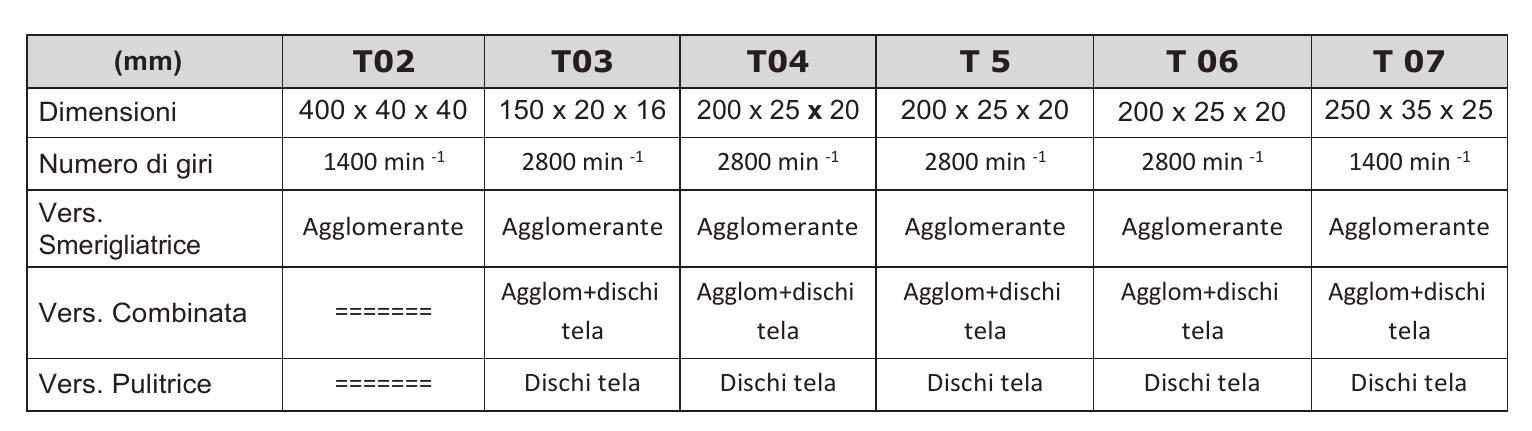 (mm) T02 T03 T04 T 5 T 06 T 07
Dimensioni 400 x 40 x 40 150 x 20 x 16 200 x 25 x 20 200 x 25 x 20 200 x 25 x 20 250 x 35 x 25
Numero di giri 1400 min -1 2800 min -1 2800 min -1 2800 min -1 2800 min -1 1400 min -1
Vers.
Smerigliatrice Agglomerante Agglomerante Agglomerante Agglomerante Agglomerante Agglomerante
Agglom+dischi Agglom+dischi Agglom+dischi Agglom+dischi Agglom+dischi
Vers. Combinata =======
tela tela tela tela tela
Vers. Pulitrice ======= Dischi tela Dischi tela Dischi tela Dischi tela Dischi tela